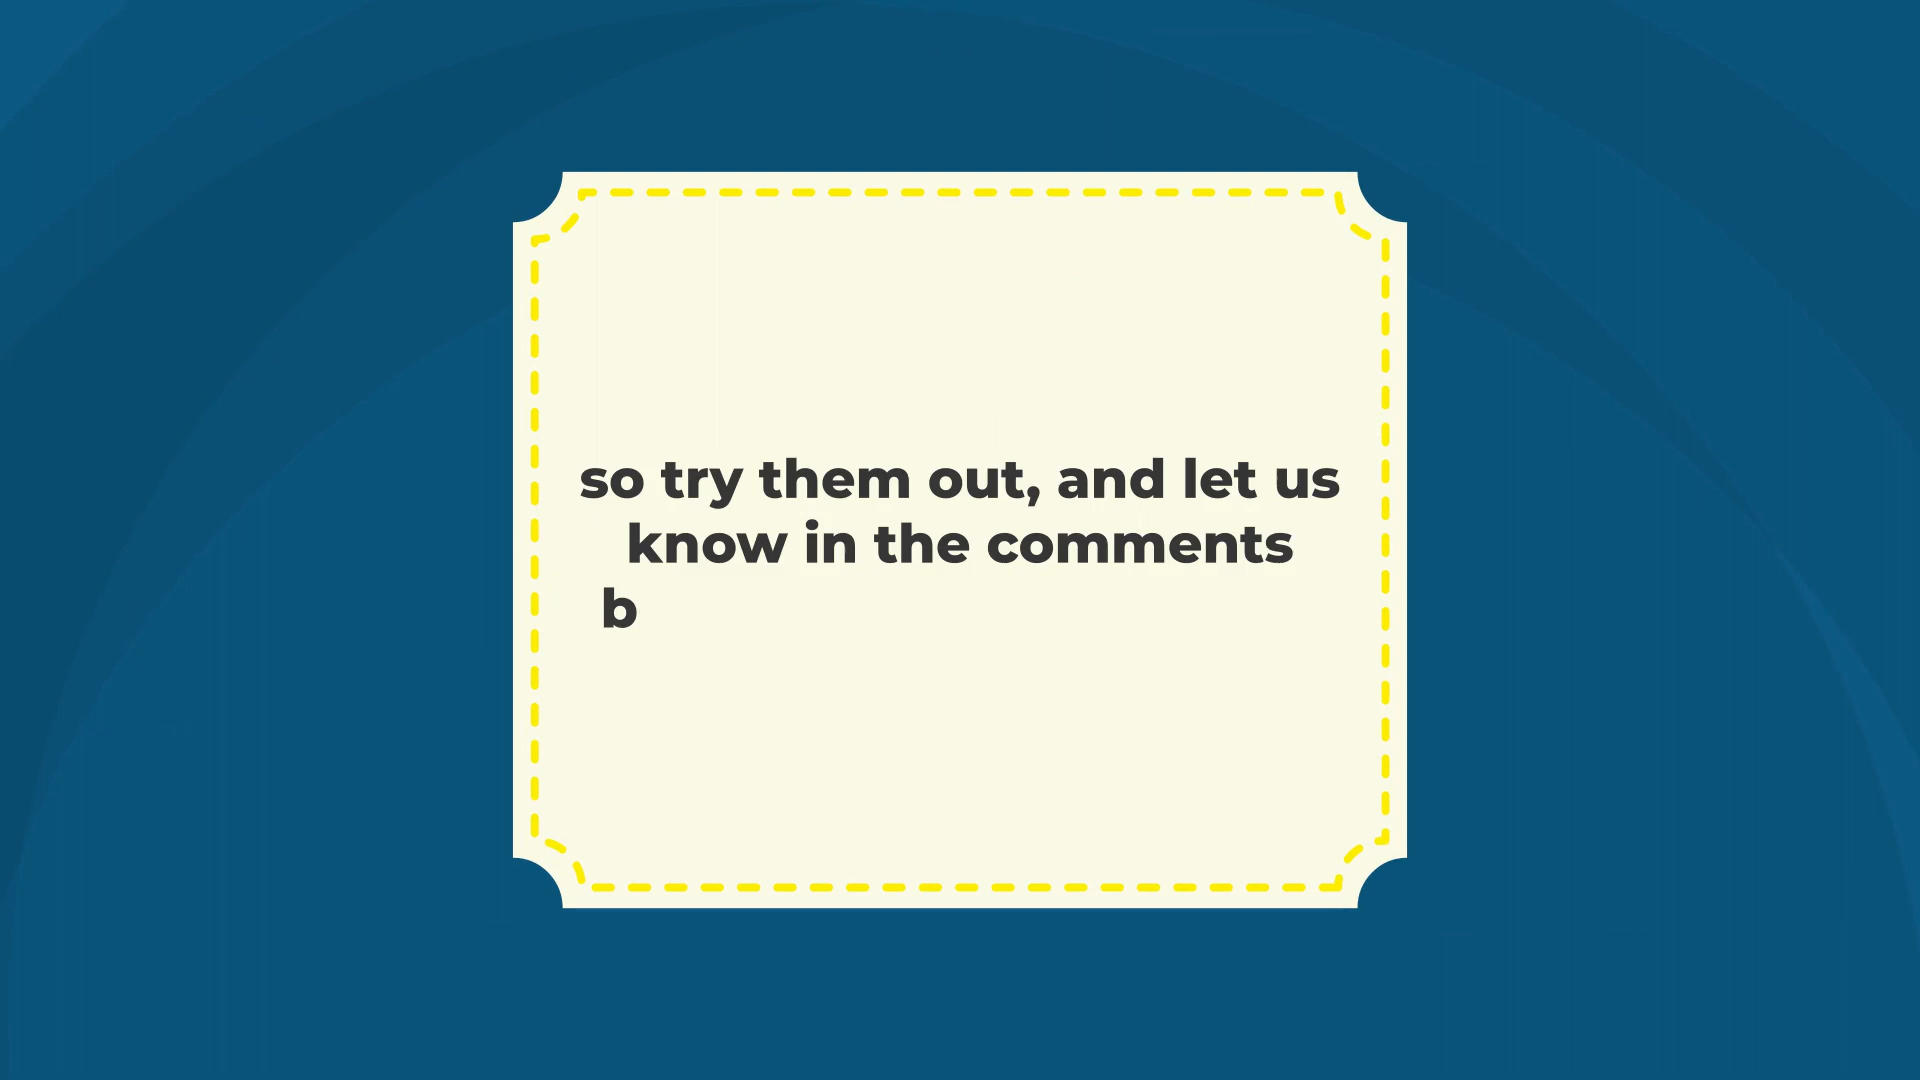 so try them out, and let us
know in the comments
b